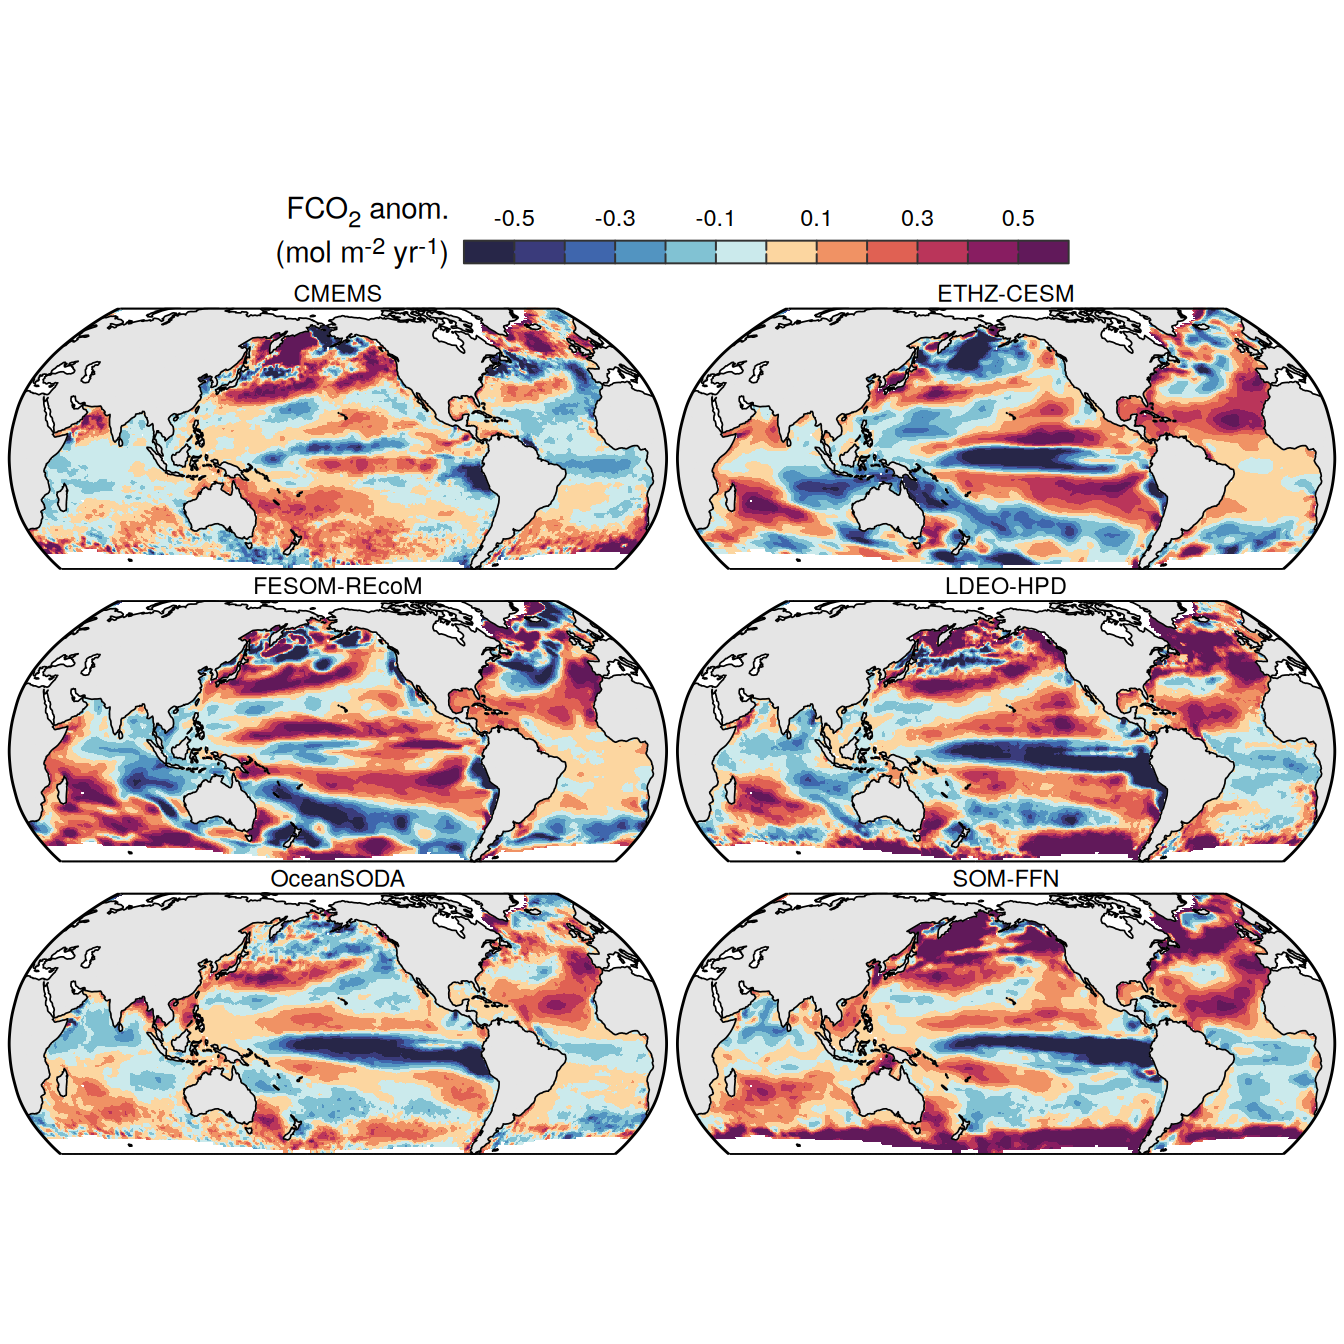 FCO₂ anom.
(mol m⁻² yr⁻¹)
-0.5 -0.3 -0.1 0.1 0.3 0.5
CMEMS ETHZ-CESM
FESOM-REcoM LDEO-HPD
OceanSODA SOM-FFN